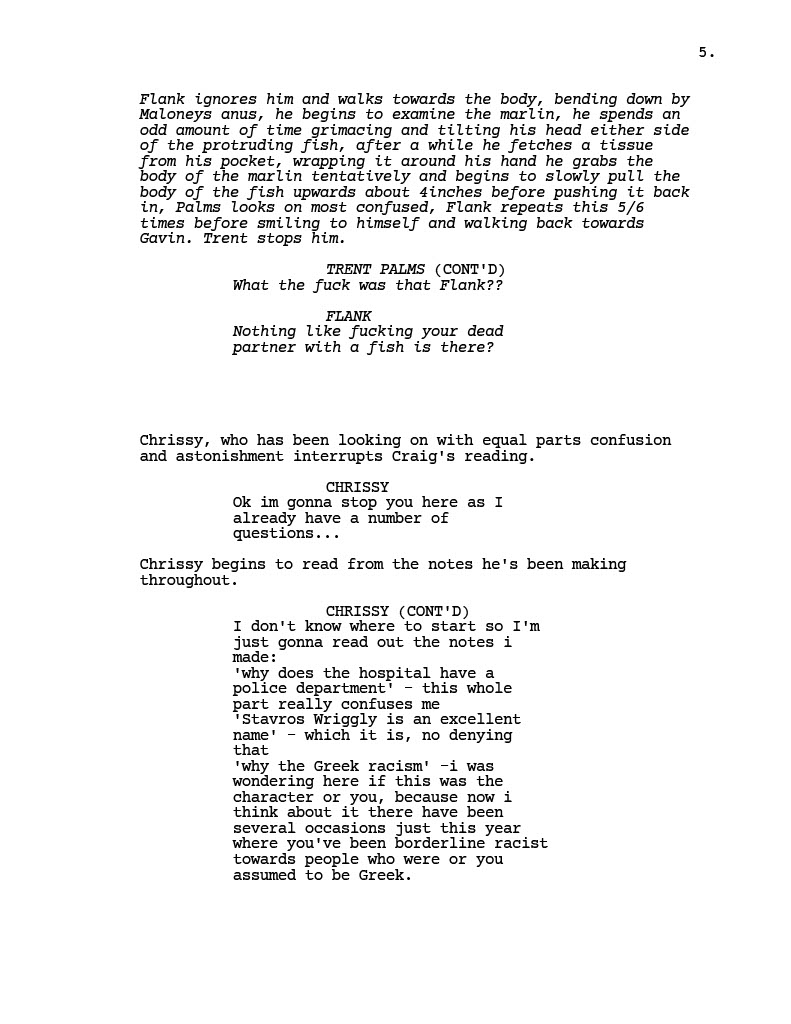 5.
Flank ignores him and walks towards the body, bending down by
Maloneys anus, he begins to examine the marlin, he spends an
odd amount of time grimacing and tilting his head either side
of the protruding fish, after a while he fetches a tissue
from his pocket, wrapping it around his hand he grabs the
body of the marlin tentatively and begins to slowly pull the
body of the fish upwards about 4inches before pushing it back
in, Palms looks on most confused, Flank repeats this 5/6
times before smiling to himself and walking back towards
Gavin. Trent stops him.
TRENT PALMS (CONT'D)
What the fuck was that Flank??
FLANK
Nothing like fucking your dead
partner with a fish is there?
Chrissy, who has been looking on with equal parts confusion
and astonishment interrupts Craig's reading.
CHRISSY
Ok im gonna stop you here as I
already have a number of
questions...
Chrissy begins to read from the notes he's been making
throughout.
CHRISSY (CONT'D)
I don't know where to start so I'm
just gonna read out the notes i
made:
'why does the hospital have a
police department' - this whole
part really confuses me
'Stavros Wriggly is an excellent
name' - which it is, no denying
that
'why the Greek racism' -i was
wondering here if this was the
character or you, because now i
think about it there have been
several occasions just this year
where you've been borderline racist
towards people who were or you
assumed to be Greek.